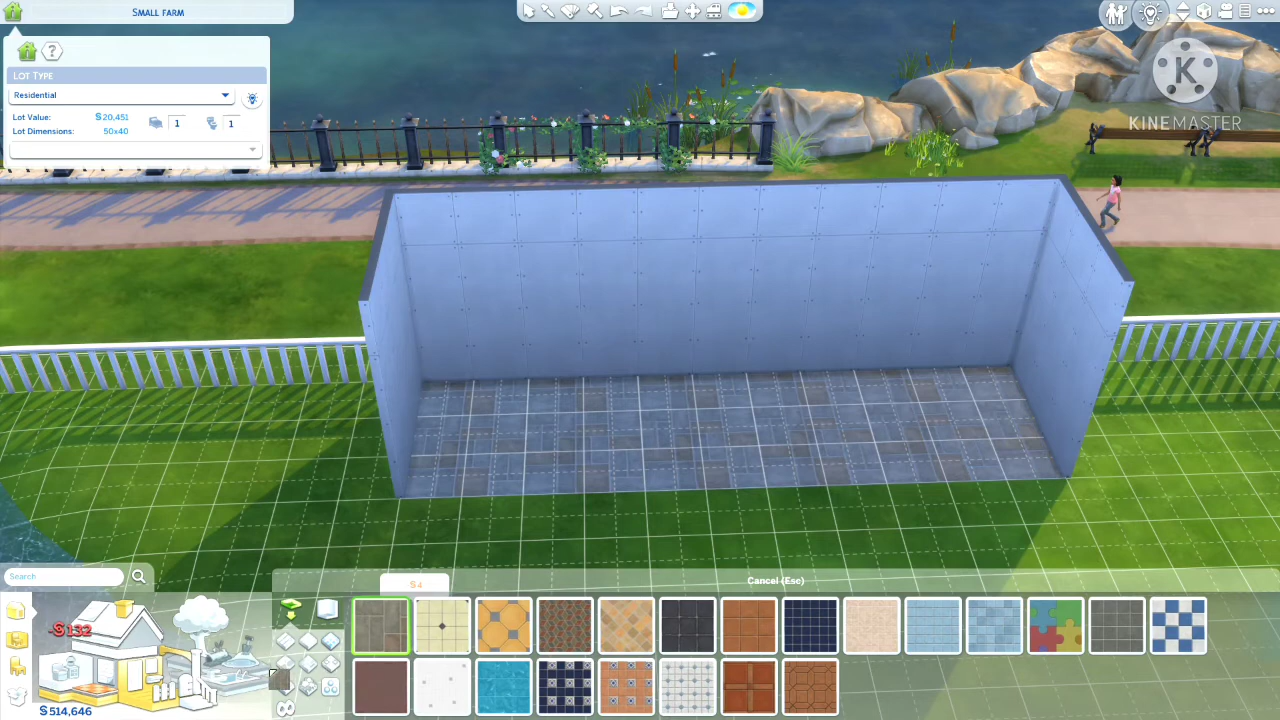 SMALL FARM
LOT TYPE
Residential
Lot Value: §20,451
Lot Dimensions: 50x40
1
1
K
KINEMASTER
Search
§4
Cancel (Esc)
-§132
§514,646